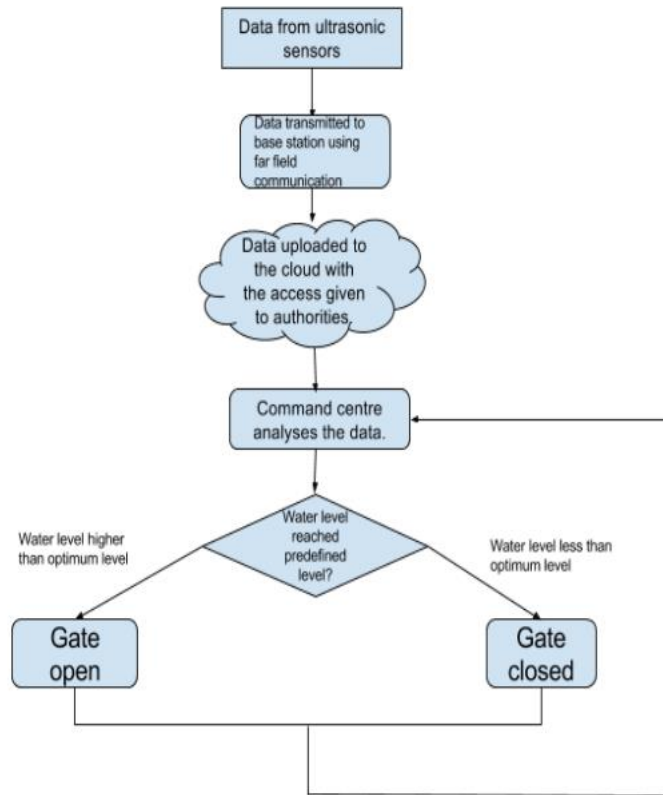 Data from ultrasonic
sensors
Data transmitted to
base station using
far field
communication
Data uploaded to
the cloud with
the access given
to authorities.
Command centre
analyses the data.
Water level
reached
predefined
level?
Water level higher
than optimum level
Water level less than
optimum level
Gate
open
Gate
closed